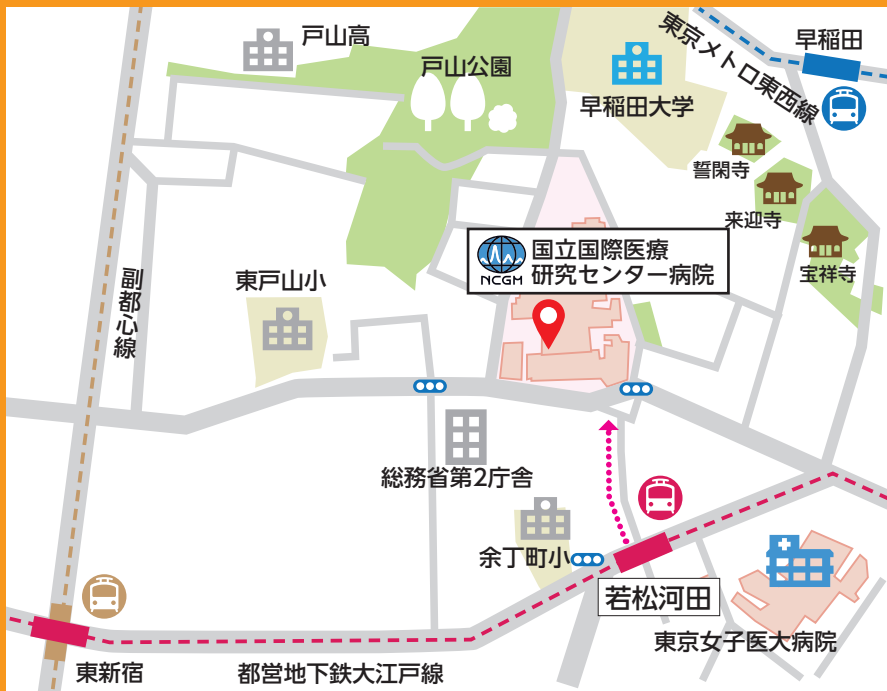 戸山高
戸山公園
早稲田大学
東京メトロ東西線
早稲田
誓閑寺
来迎寺
宝祥寺
副都心線
東戸山小
NCGM
国立国際医療
研究センター病院
総務省第2庁舎
余丁町小
若松河田
東京女子医大病院
東新宿
都営地下鉄大江戸線